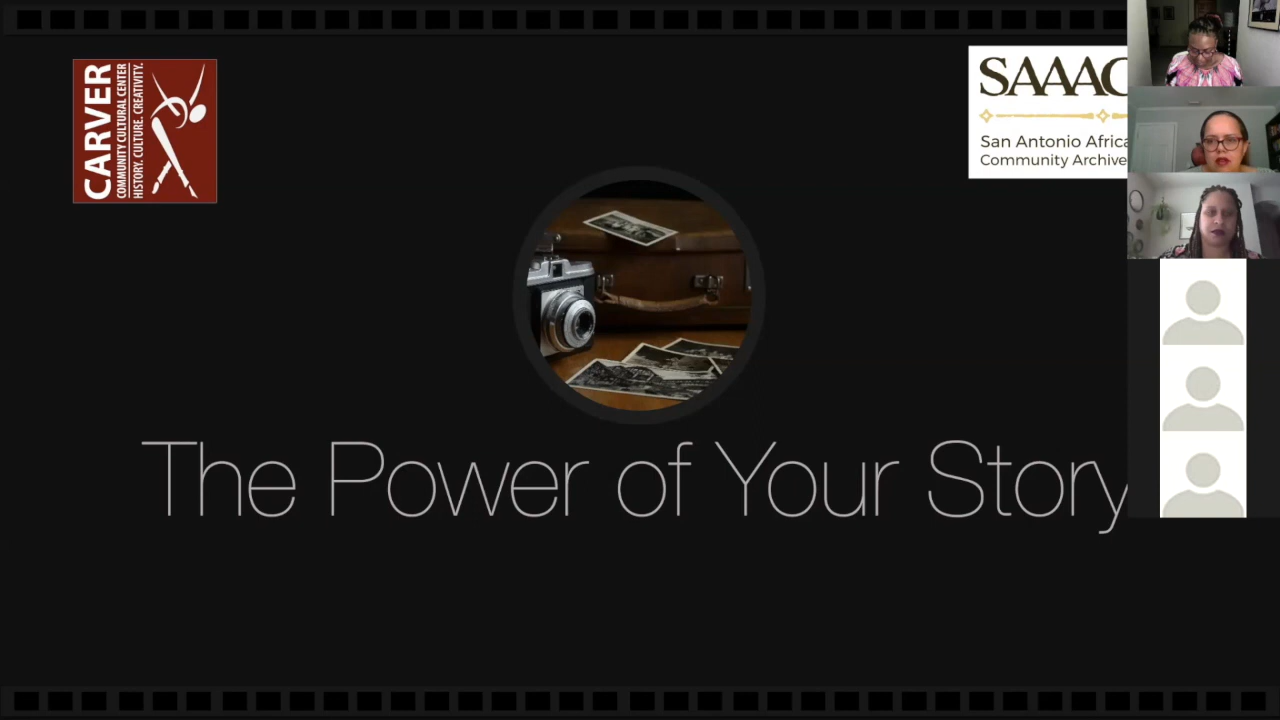 CARVER
COMMUNITY CULTURAL CENTER
HISTORY. CULTURE. CREATIVITY.
SAAAC
San Antonio Africa
Community Archive
The Power of Your Story